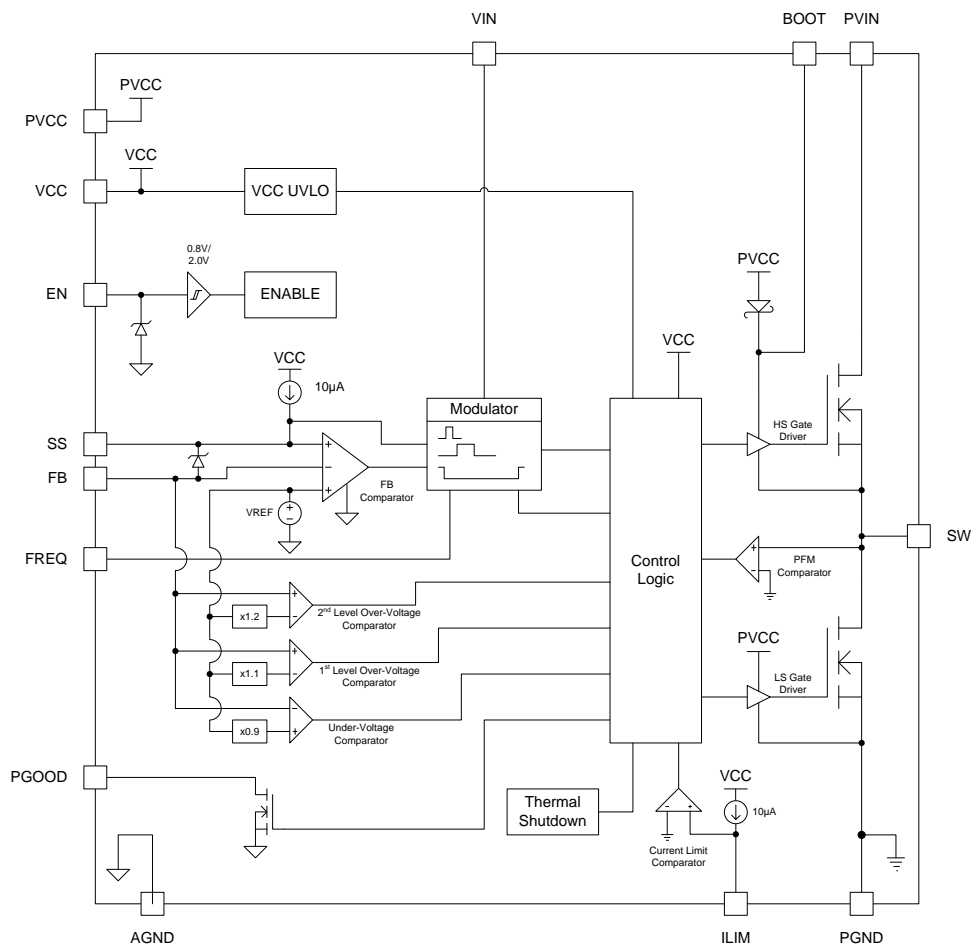 VIN
BOOT
PVIN
PVCC
PVCC
VCC
VCC
VCC UVLO
0.8V/
2.0V
EN
ENABLE
PVCC
VCC
VCC
10µA
Modulator
SS
FB
+
−
+
FB
Comparator
HS Gate
Driver
VREF
+
−
FREQ
Control
Logic
+
−
PFM
Comparator
SW
x1.2
+
−
2nd Level Over-Voltage
Comparator
x1.1
+
−
1st Level Over-Voltage
Comparator
PVCC
LS Gate
Driver
x0.9
−
+
Under-Voltage
Comparator
PGOOD
Thermal
Shutdown
VCC
10µA
−
+
Current Limit
Comparator
AGND
ILIM
PGND